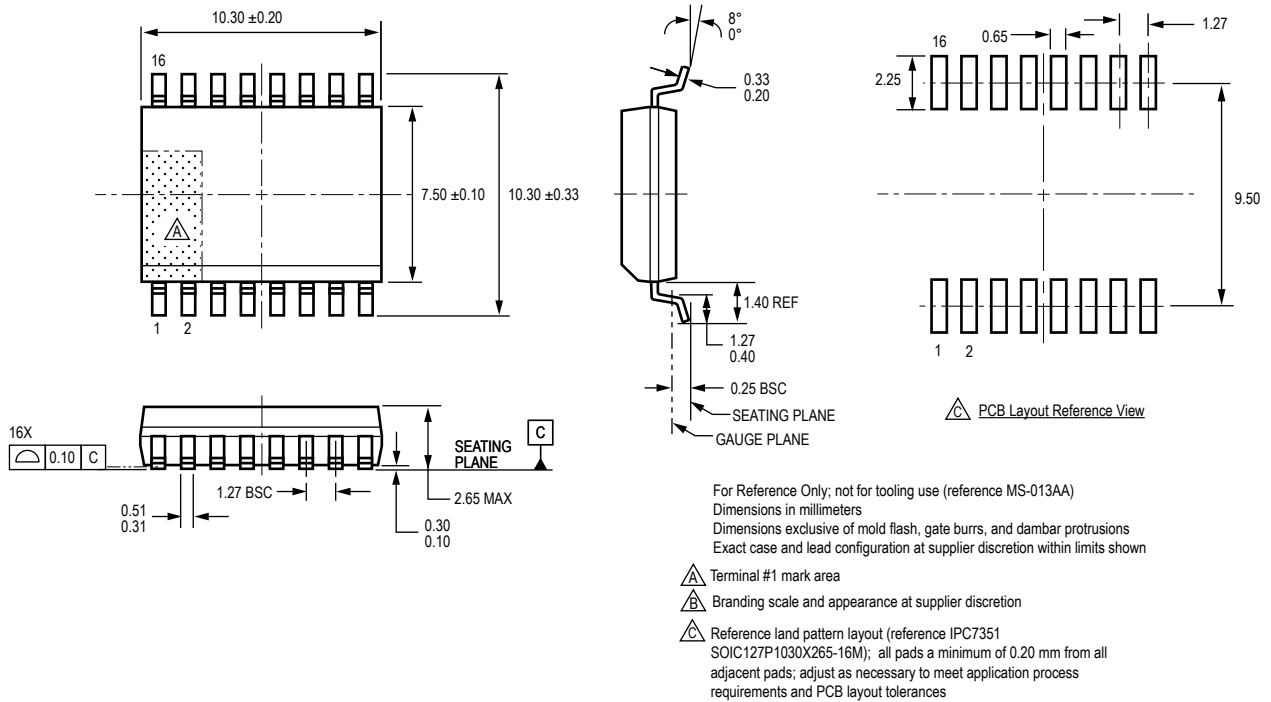 10.30 ±0.20
16
7.50 ±0.10
10.30 ±0.33
A
1 2
8°
0°
0.33
0.20
1.40 REF
1.27
0.40
0.25 BSC
SEATING PLANE
GAUGE PLANE
1.27
0.65
16
2.25
9.50
1 2
C PCB Layout Reference View
16X
0.10 C
SEATING
PLANE
C
1.27 BSC
2.65 MAX
0.51
0.31
0.30
0.10
For Reference Only; not for tooling use (reference MS-013AA)
Dimensions in millimeters
Dimensions exclusive of mold flash, gate burrs, and dambar protrusions
Exact case and lead configuration at supplier discretion within limits shown
A Terminal #1 mark area
B Branding scale and appearance at supplier discretion
C Reference land pattern layout (reference IPC7351
SOIC127P1030X265-16M); all pads a minimum of 0.20 mm from all
adjacent pads; adjust as necessary to meet application process
requirements and PCB layout tolerances